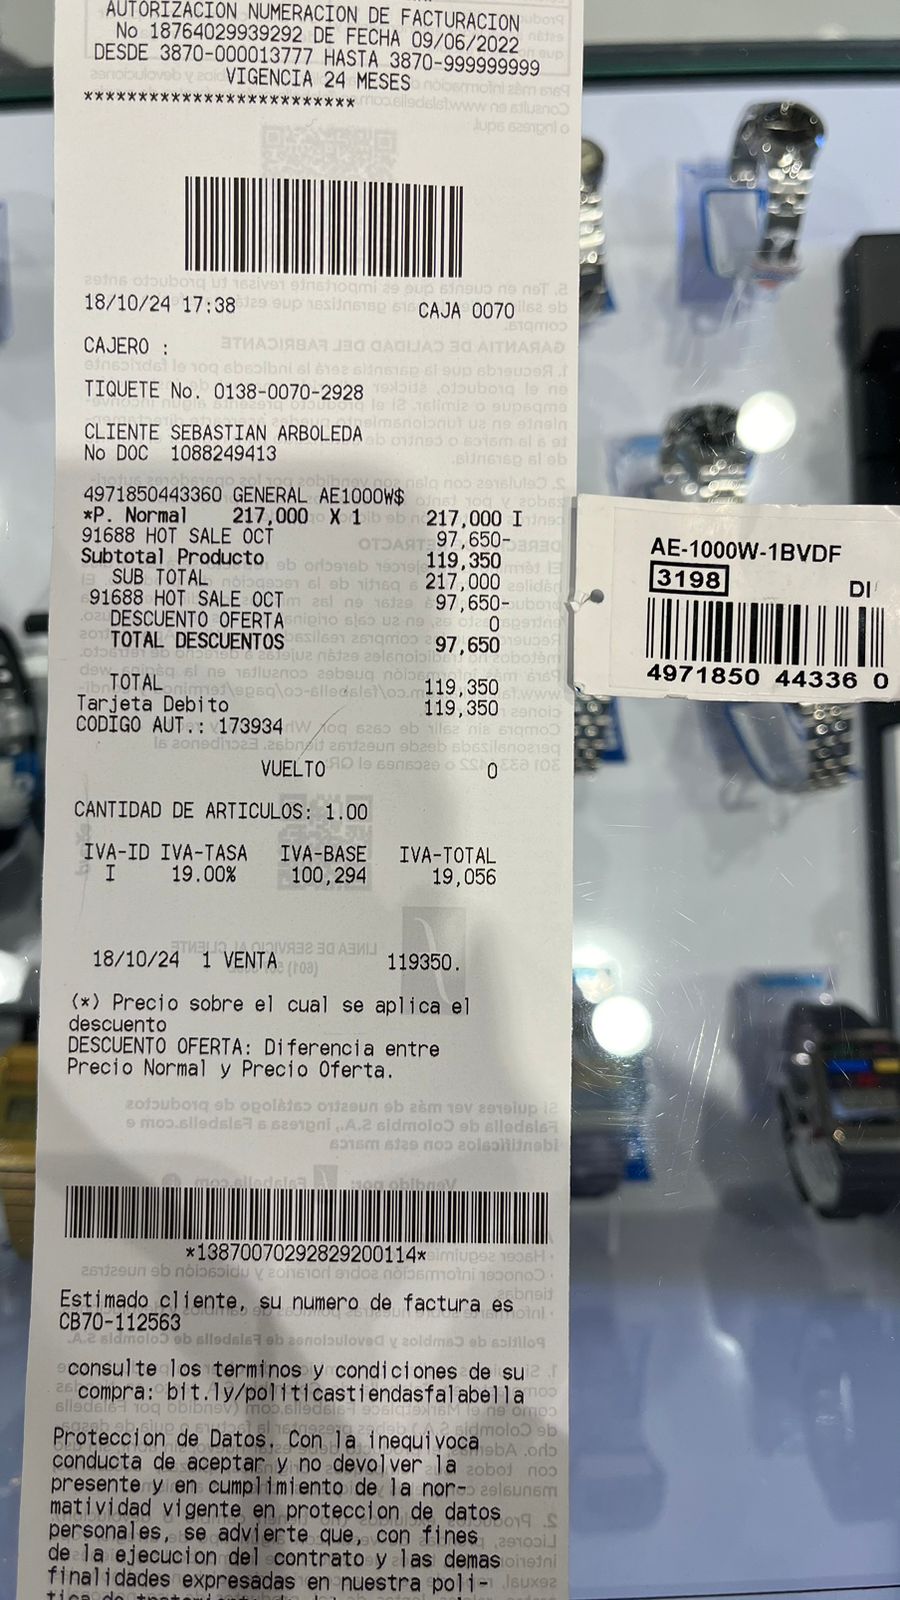 AUTORIZACION NUMERACION DE FACTURACION
No 18764029939292 DE FECHA 09/06/2022
DESDE 3870-000013777 HASTA 3870-999999999
VIGENCIA 24 MESES
**************************
18/10/24 17:38 CAJA 0070
CAJERO :
TIQUETE No. 0138-0070-2928
CLIENTE SEBASTIAN ARBOLEDA
No DOC 1088249413
4971850443360 GENERAL AE1000W$
*P. Normal 217,000 X 1 217,000 I
91688 HOT SALE OCT 97,650-
Subtotal Producto 119,350
SUB TOTAL 217,000
91688 HOT SALE OCT 97,650-
DESCUENTO OFERTA 0
TOTAL DESCUENTOS 97,650
TOTAL 119,350
Tarjeta Debito 119,350
CODIGO AUT.: 173934
VUELTO 0
CANTIDAD DE ARTICULOS: 1.00
IVA-ID IVA-TASA IVA-BASE IVA-TOTAL
I 19.00% 100,294 19,056
18/10/24 1 VENTA 119350.
(*) Precio sobre el cual se aplica el
descuento
DESCUENTO OFERTA: Diferencia entre
Precio Normal y Precio Oferta.
*13870070292829200114*
Estimado cliente, su numero de factura es
CB70-112563
consulte los terminos y condiciones de su
compra: bit.ly/politicastiendasfalabella
Proteccion de Datos. Con la inequivoca
conducta de aceptar y no devolver la
presente y en cumplimiento de la nor-
matividad vigente en proteccion de datos
personales, se advierte que, con fines
de la ejecucion del contrato y las demas
finalidades expresadas en nuestra poli-
AE-1000W-1BVDF
3198 DI
4971850 44336 0